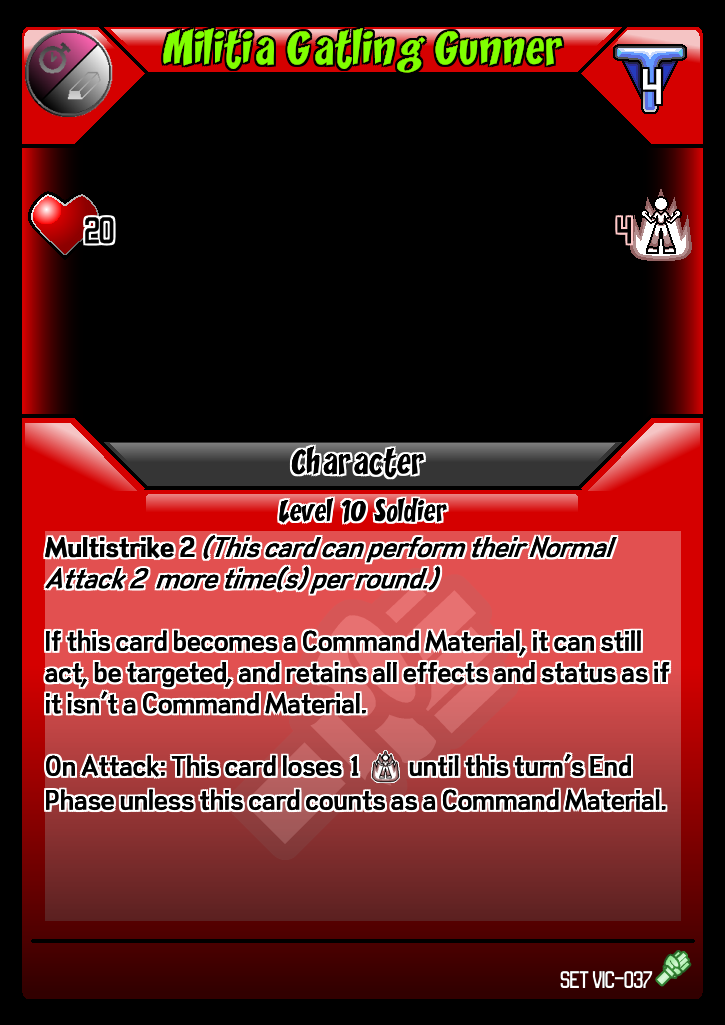 Militia Gatling Gunner
4
20
4
Character
Level 10 Soldier
Multistrike 2 (This card can perform their Normal
Attack 2 more time(s) per round.)
If this card becomes a Command Material, it can still
act, be targeted, and retains all effects and status as if
it isn't a Command Material.
On Attack: This card loses 1 until this turn's End
Phase unless this card counts as a Command Material.
SET VIC-037